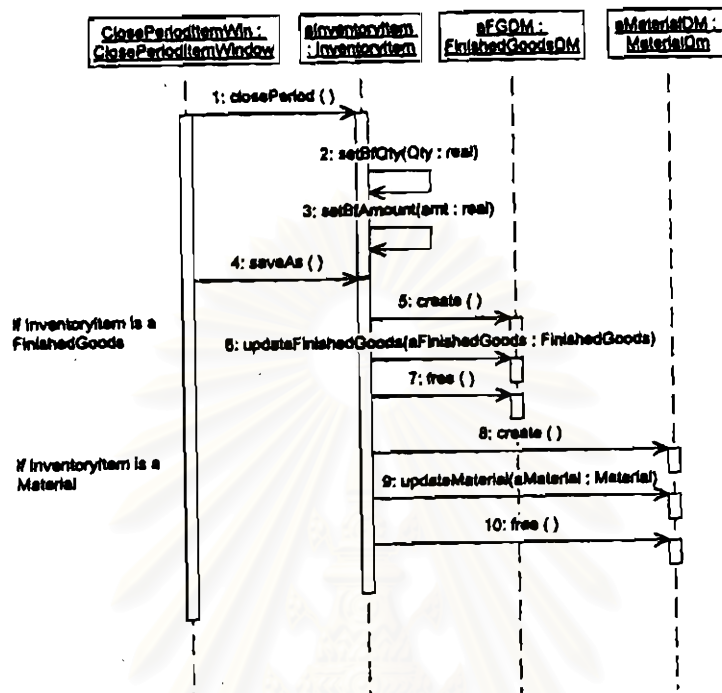 ClosePeriodItemWin :
ClosePeriodItemWindow
aInventoryItem
: InventoryItem
aFGDM :
FinishedGoodsDM
aMaterialDM :
MaterialDm
1: closePeriod ( )
2: setBfQty(Qty : real)
3: setBfAmount(amt : real)
4: saveAs ( )
5: create ( )
If InventoryItem is a
FinishedGoods
6: updateFinishedGoods(aFinishedGoods : FinishedGoods)
7: free ( )
8: create ( )
If InventoryItem is a
Material
9: updateMaterial(aMaterial : Material)
10: free ( )